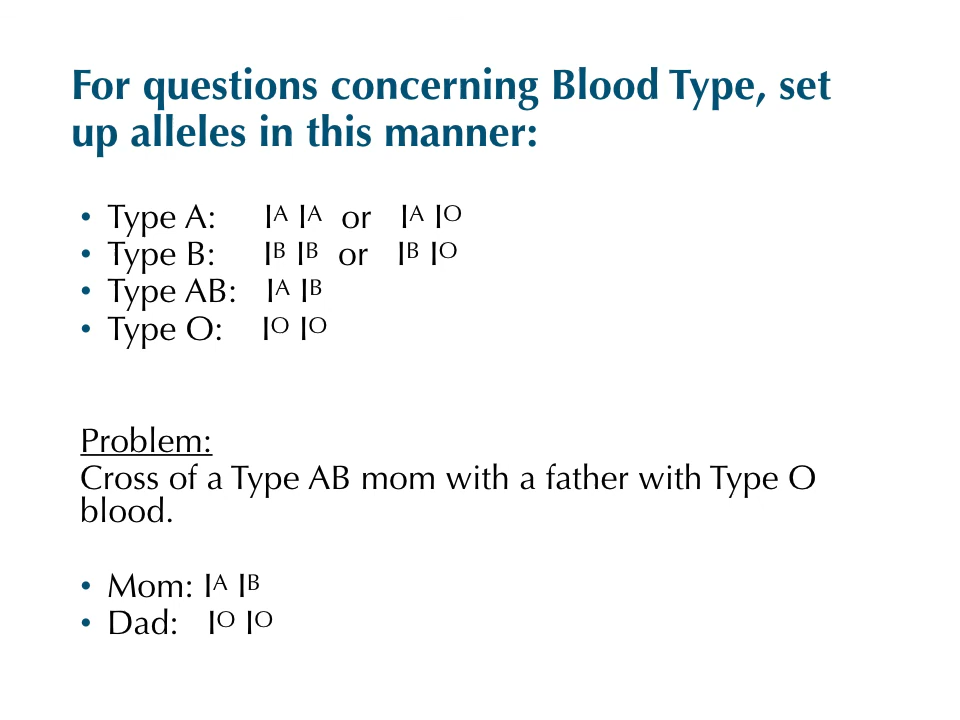 For questions concerning Blood Type, set
up alleles in this manner:
• Type A: Iᴬ Iᴬ or Iᴬ Iᴼ
• Type B: Iᴮ Iᴮ or Iᴮ Iᴼ
• Type AB: Iᴬ Iᴮ
• Type O: Iᴼ Iᴼ
Problem:
Cross of a Type AB mom with a father with Type O
blood.
• Mom: Iᴬ Iᴮ
• Dad: Iᴼ Iᴼ